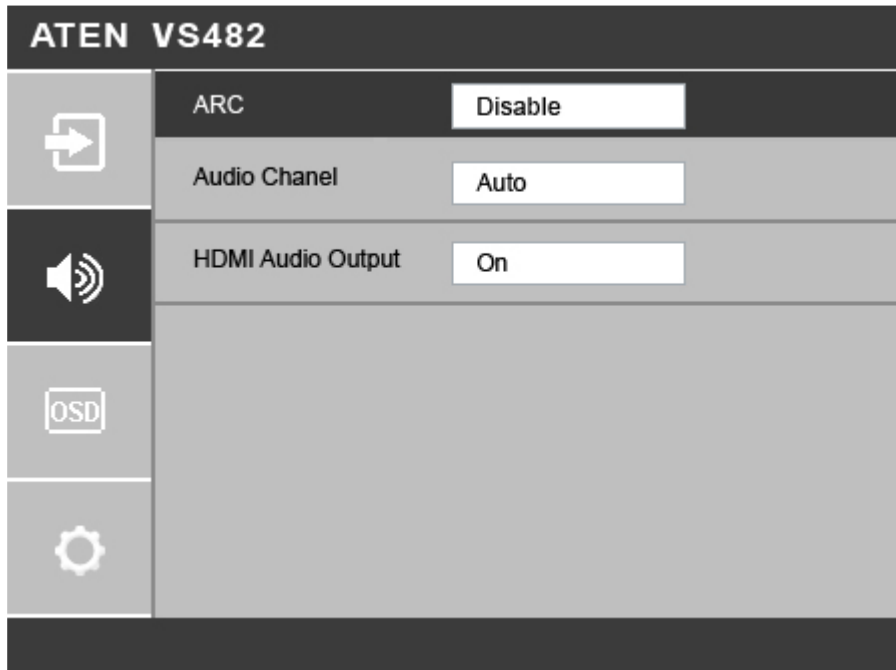 ATEN VS482
ARC Disable
Audio Chanel Auto
HDMI Audio Output On
OSD